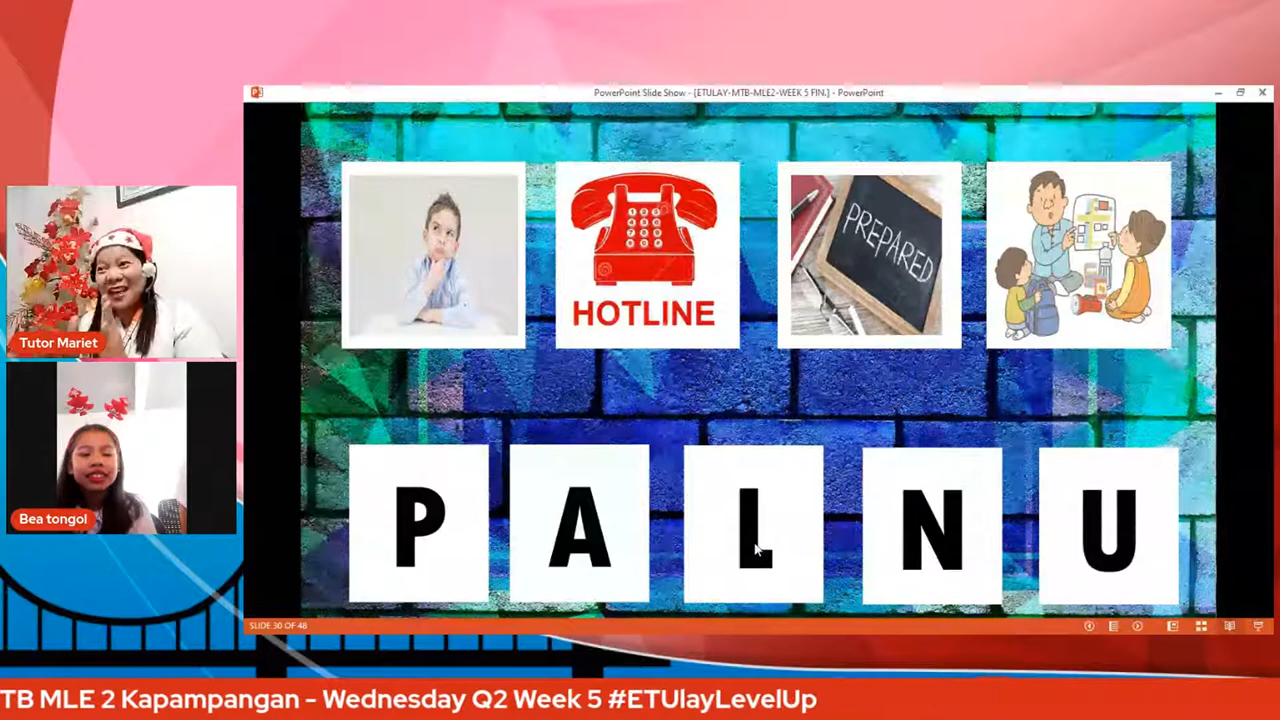 PowerPoint Slide Show - [ETULAY-MTB-MLE2-WEEK 5 FIN.] - PowerPoint
HOTLINE
PREPARED
Tutor Mariet
Bea tongol
P A L N U
SLIDE 30 OF 48
TB MLE 2 Kapampangan - Wednesday Q2 Week 5 #ETUlayLevelUp